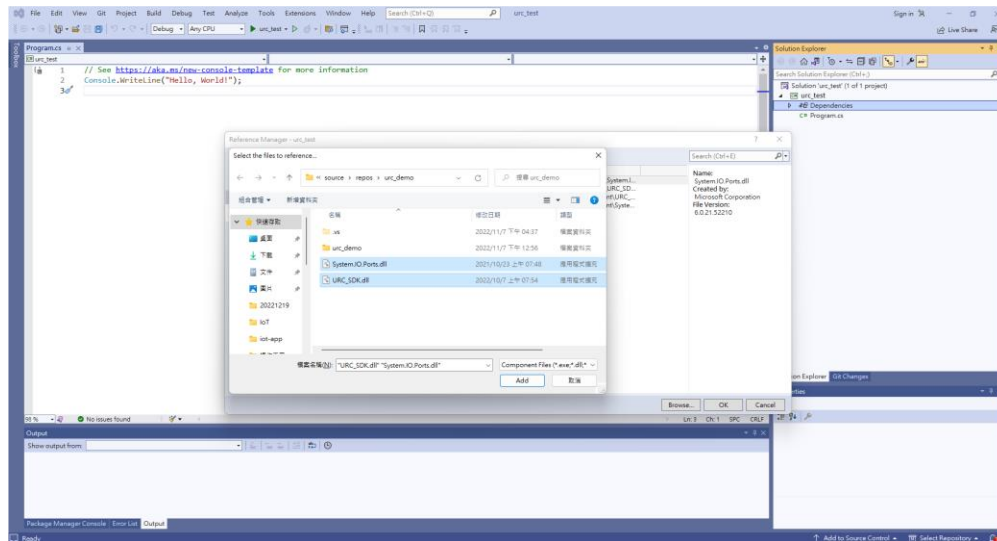 File Edit View Git Project Build Debug Test Analyze Tools Extensions Window Help Search (Ctrl+Q) urc_test Sign in
Debug Any CPU urc_test Live Share
Toolbox
Program.cs
urc_test
1 // See https://aka.ms/new-console-template for more information
2 Console.WriteLine("Hello, World!");
3
Solution Explorer
Search Solution Explorer (Ctrl+;)
Solution 'urc_test' (1 of 1 project)
urc_test
Dependencies
C# Program.cs
Reference Manager - urc_test
Select the files to reference...
source › repos › urc_demo
搜尋 urc_demo
組合管理 新增資料夾
名稱 修改日期 類型
快速存取
桌面
下載
文件
圖片
20221219
IoT
iot-app
.vs 2022/11/7 下午 04:37 檔案資料夾
urc_demo 2022/11/7 下午 12:56 檔案資料夾
System.IO.Ports.dll 2021/10/23 上午 07:48 應用程式擴充
URC_SDK.dll 2022/10/7 上午 07:54 應用程式擴充
檔案名稱(N): "URC_SDK.dll" "System.IO.Ports.dll" Component Files (*.exe;*.dll;*
Add 取消
Search (Ctrl+E)
Name:
System.IO.Ports.dll
Created by:
Microsoft Corporation
File Version:
6.0.21.52210
Browse... OK Cancel
Git Changes
98 % No issues found Ln: 3 Ch: 1 SPC CRLF
Output
Show output from:
Package Manager Console Error List Output
Ready Add to Source Control Select Repository